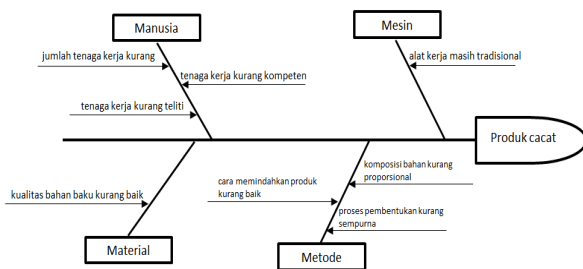 Manusia
Mesin
jumlah tenaga kerja kurang
alat kerja masih tradisional
tenaga kerja kurang kompeten
tenaga kerja kurang teliti
Produk cacat
komposisi bahan kurang
proporsional
cara memindahkan produk
kurang baik
kualitas bahan baku kurang baik
proses pembentukan kurang
sempurna
Material
Metode